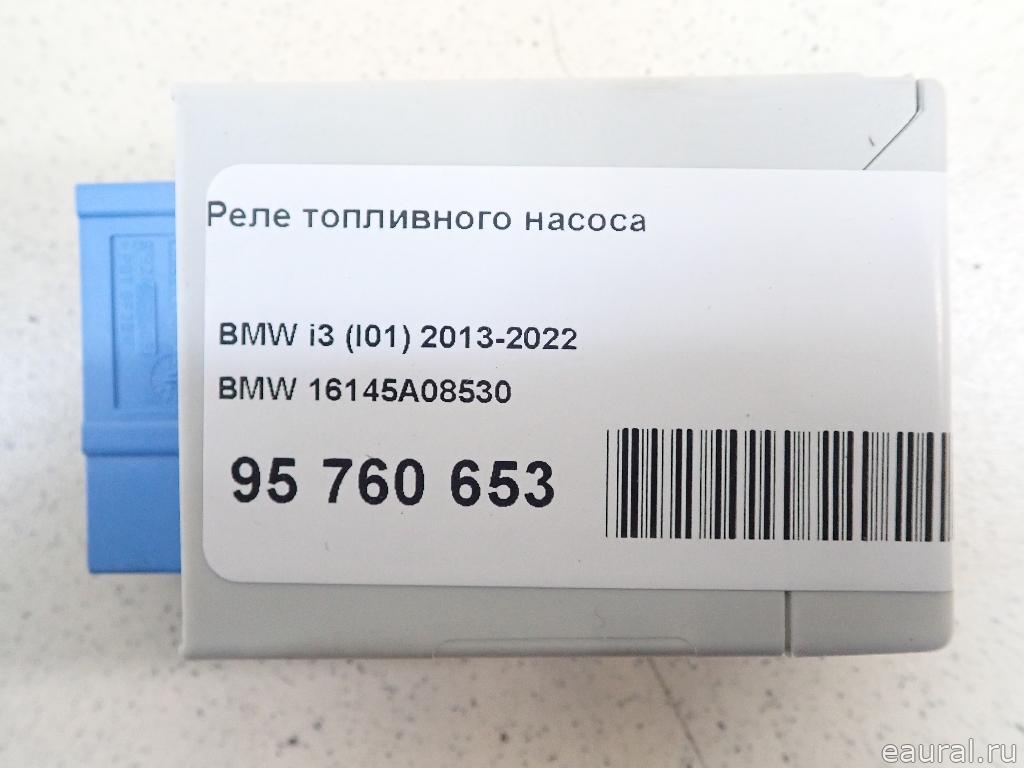 Реле топливного насоса
BMW i3 (I01) 2013-2022
BMW 16145A08530
95 760 653
eaural.ru